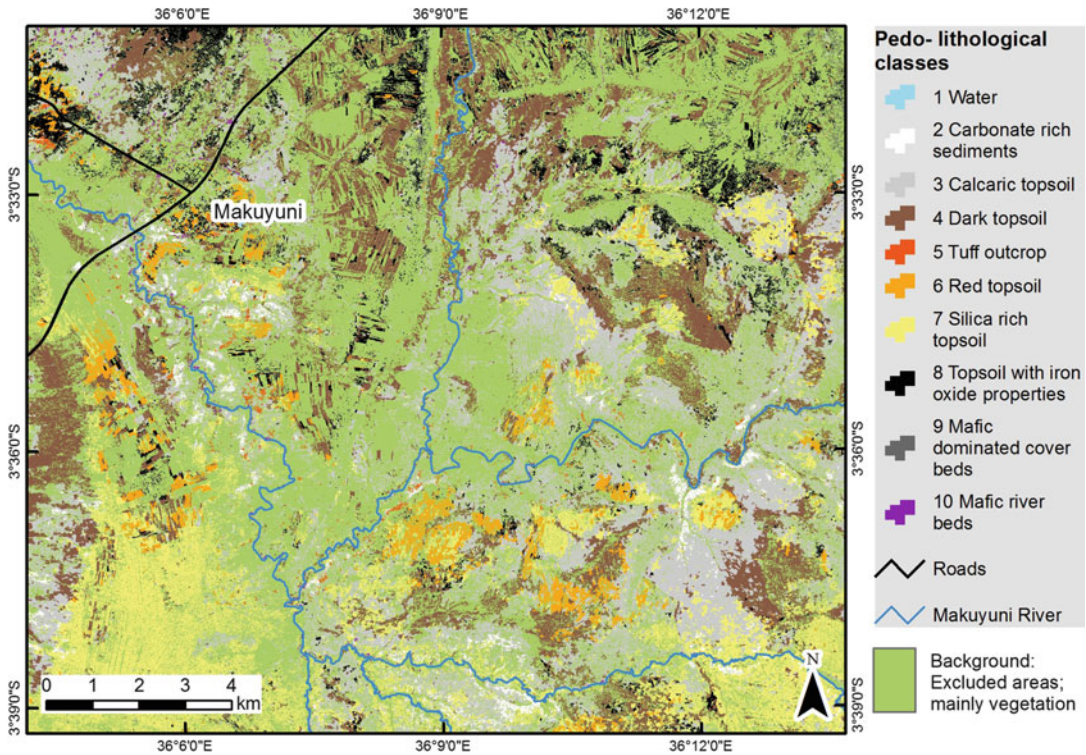 36°6'0"E 36°9'0"E 36°12'0"E
3°33'0"S
3°36'0"S
3°39'0"S
Makuyuni
3°33'0"S
3°36'0"S
3°39'0"S
0 1 2 3 4
km
N
36°6'0"E 36°9'0"E 36°12'0"E
Pedo- lithological
classes
1 Water
2 Carbonate rich
sediments
3 Calcaric topsoil
4 Dark topsoil
5 Tuff outcrop
6 Red topsoil
7 Silica rich
topsoil
8 Topsoil with iron
oxide properties
9 Mafic
dominated cover
beds
10 Mafic river
beds
Roads
Makuyuni River
Background:
Excluded areas;
mainly vegetation